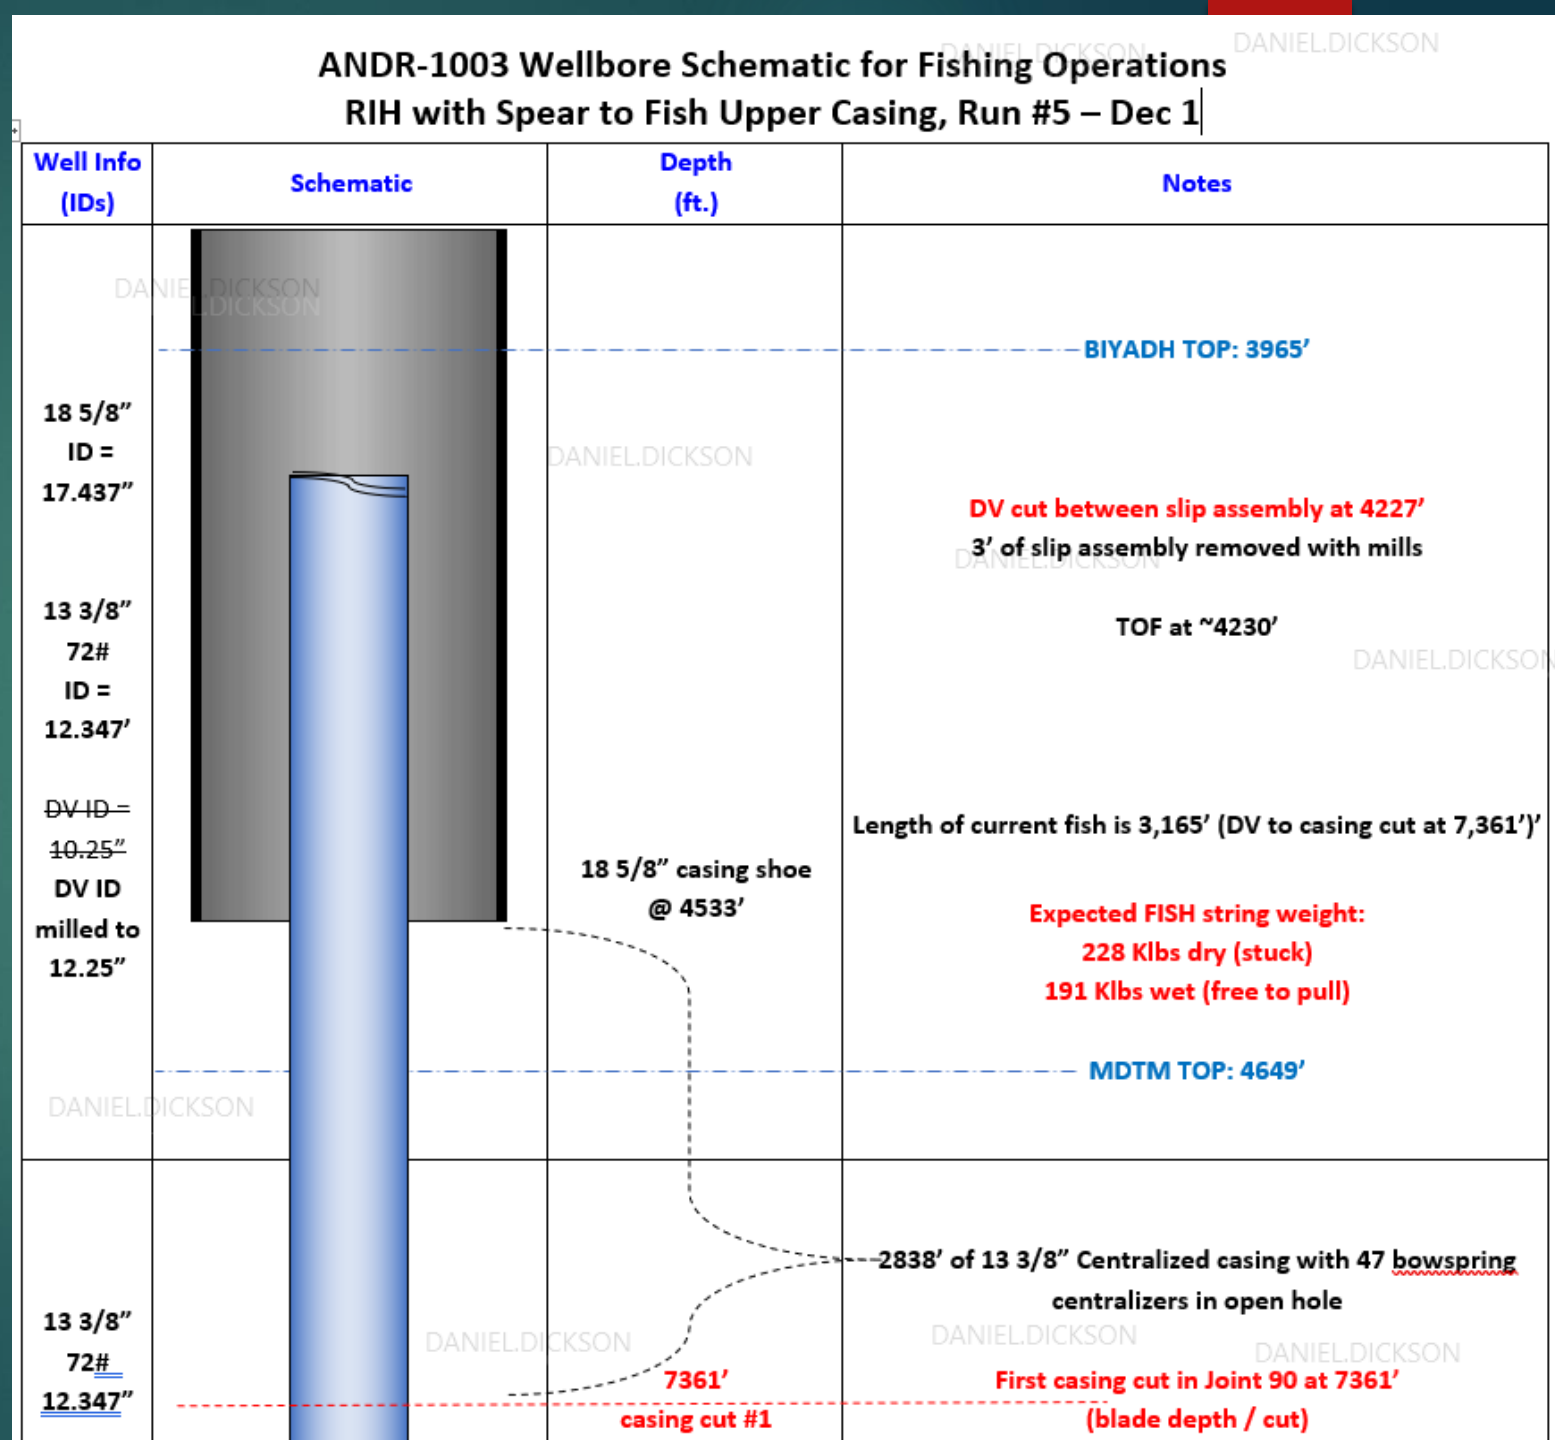 ANDR-1003 Wellbore Schematic for Fishing Operations
RIH with Spear to Fish Upper Casing, Run #5 – Dec 1
Well Info
(IDs)
Schematic
Depth
(ft.)
Notes
18 5/8”
ID =
17.437”
13 3/8”
72#
ID =
12.347’
DV ID =
10.25”
DV ID
milled to
12.25”
18 5/8” casing shoe
@ 4533’
BIYADH TOP: 3965’
DV cut between slip assembly at 4227’
3’ of slip assembly removed with mills
TOF at ~4230’
Length of current fish is 3,165’ (DV to casing cut at 7,361’)’
Expected FISH string weight:
228 Klbs dry (stuck)
191 Klbs wet (free to pull)
MDTM TOP: 4649’
13 3/8”
72#
12.347”
7361’
casing cut #1
2838’ of 13 3/8” Centralized casing with 47 bowspring
centralizers in open hole
First casing cut in Joint 90 at 7361’
(blade depth / cut)
DANIEL.DICKSON
DANIEL.DICKSON
DANIEL.DICKSON
DANIEL.DICKSON
DANIEL.DICKSON
DANIEL.DICKSON
DANIEL.DICKSON
DANIEL.DICKSON
DANIEL.DICKSON
DANIEL.DICKSON
DANIEL.DICKSON